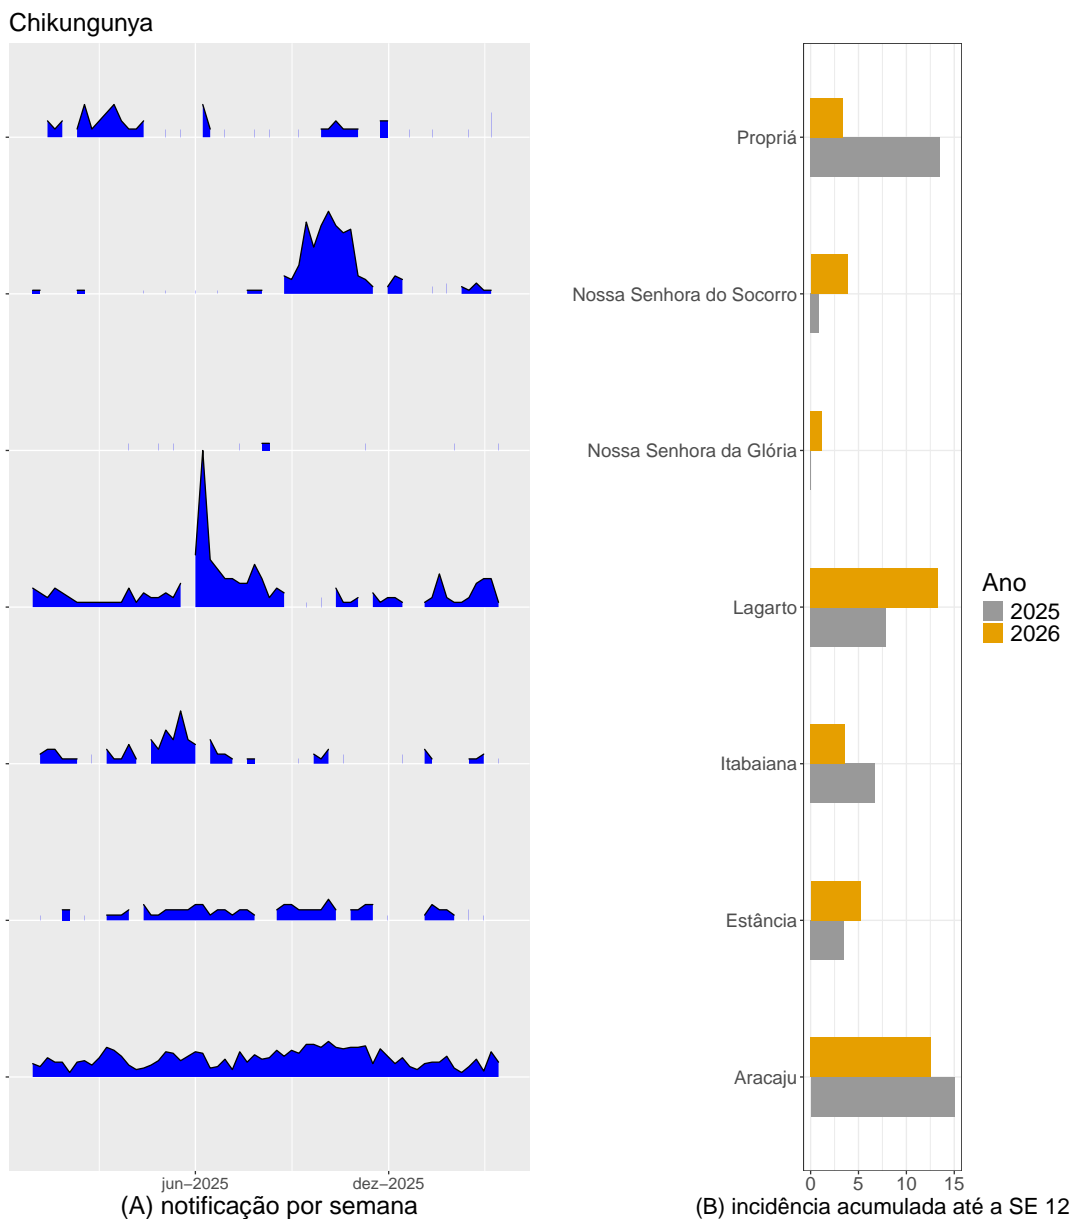 Chikungunya
Propriá
Nossa Senhora do Socorro
Nossa Senhora da Glória
Lagarto
Itabaiana
Estância
Aracaju
Ano
2025
2026
jun−2025
dez−2025
0
5
10
15
(A) notificação por semana
(B) incidência acumulada até a SE 12